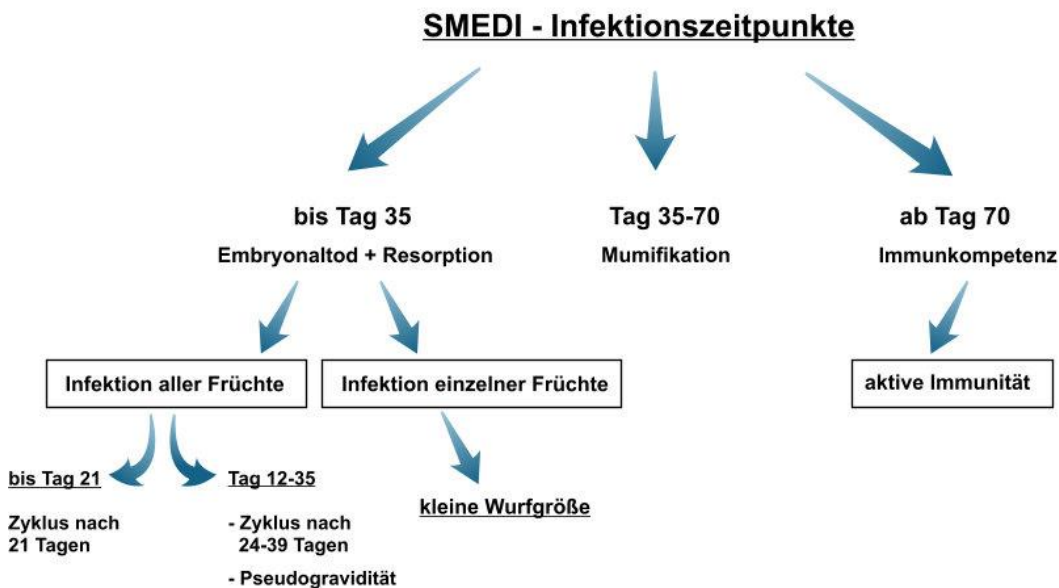 SMEDI - Infektionszeitpunkte
bis Tag 35
Embryonaltod + Resorption
Tag 35-70
Mumifikation
ab Tag 70
Immunkompetenz
Infektion aller Früchte
Infektion einzelner Früchte
aktive Immunität
bis Tag 21
Zyklus nach
21 Tagen
Tag 12-35
- Zyklus nach
24-39 Tagen
- Pseudogravidität
kleine Wurfgröße